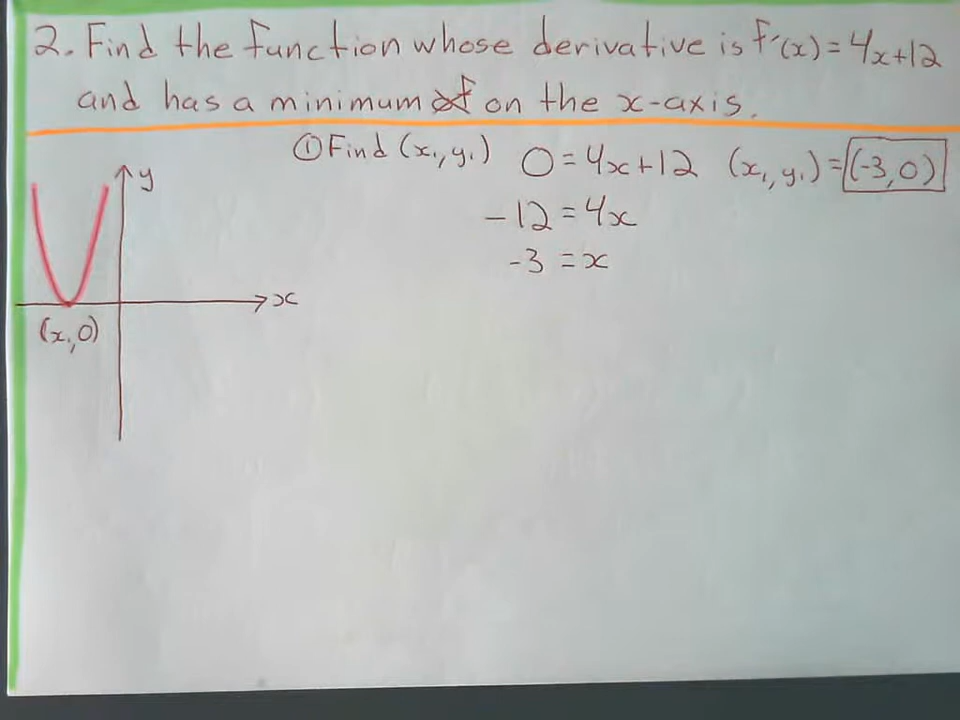 2. Find the function whose derivative is f'(x) = 4x+12
and has a minimum on the x-axis.
① Find (x₁, y₁) 0 = 4x+12 (x₁, y₁) = (-3, 0)
-12 = 4x
-3 = x
y
x
(x, 0)